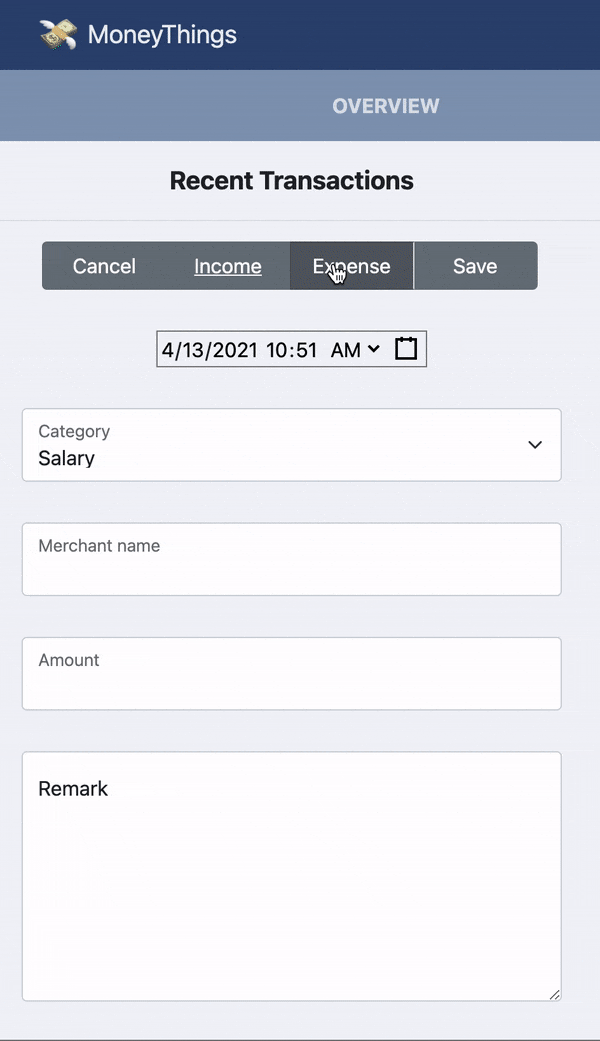 MoneyThings
OVERVIEW
Recent Transactions
Cancel Income Expense Save
4/13/2021 10:51 AM
Category
Salary
Merchant name
Amount
Remark